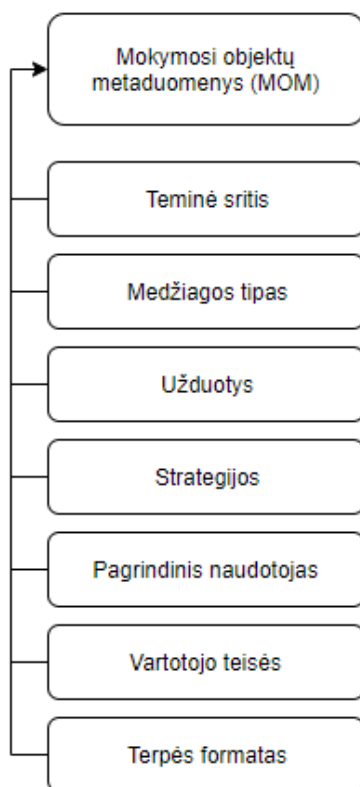 Mokymosi objektų
metaduomenys (MOM)
Teminė sritis
Medžiagos tipas
Užduotys
Strategijos
Pagrindinis naudotojas
Vartotojo teisės
Terpės formatas